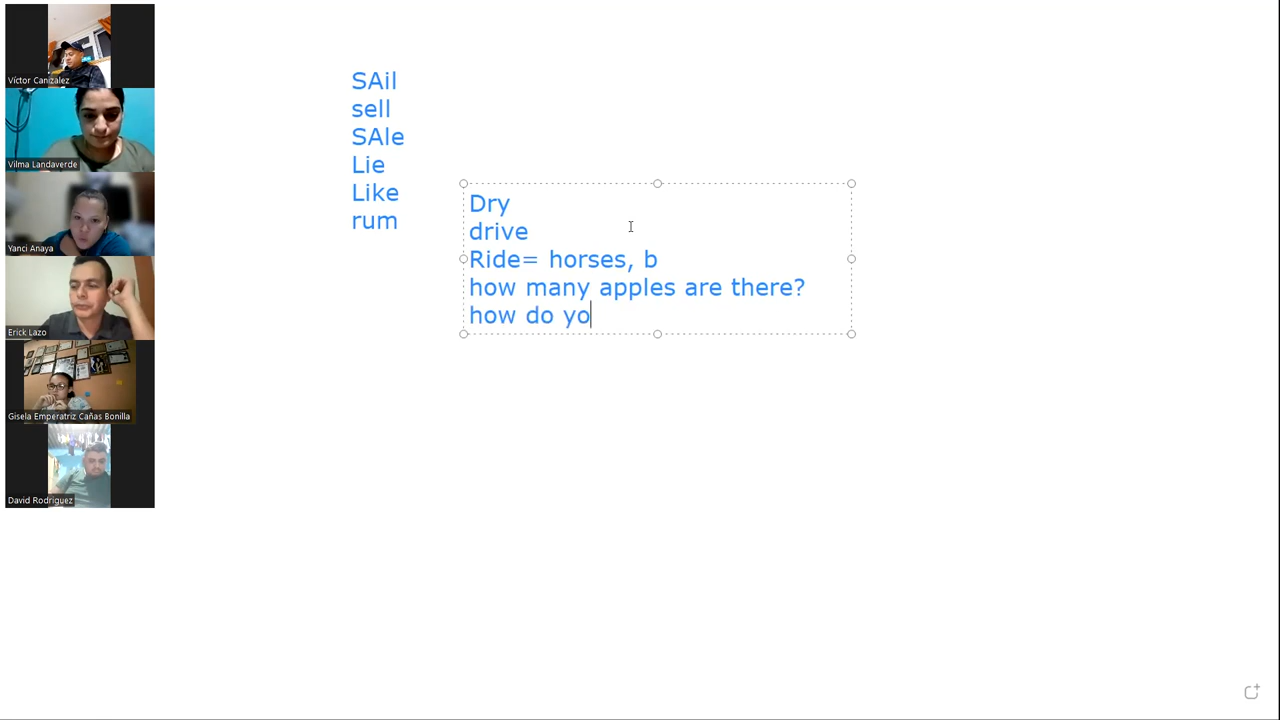 Víctor Canizalez
Vilma Landaverde
Yanci Anaya
Erick Lazo
Gisela Emperatriz Cañas Bonilla
David Rodriguez
SAil
sell
SAle
Lie
Like
rum
Dry
drive
Ride= horses, b
how many apples are there?
how do yo